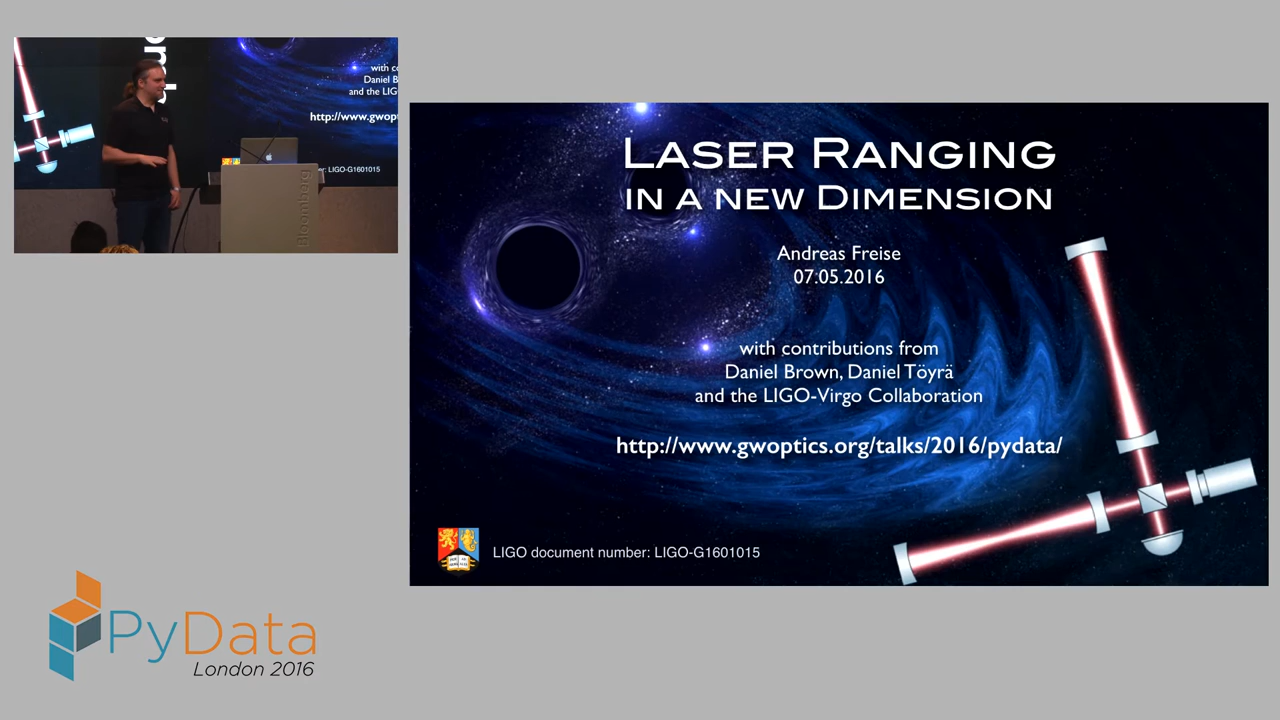 with co
Daniel B
and the LIG
http://www.gwopt
er: LIGO-G1601015
Bloomberg
LASER RANGING
IN A NEW DIMENSION
Andreas Freise
07.05.2016
with contributions from
Daniel Brown, Daniel Töyrä
and the LIGO-Virgo Collaboration
http://www.gwoptics.org/talks/2016/pydata/
LIGO document number: LIGO-G1601015
PyData
London 2016